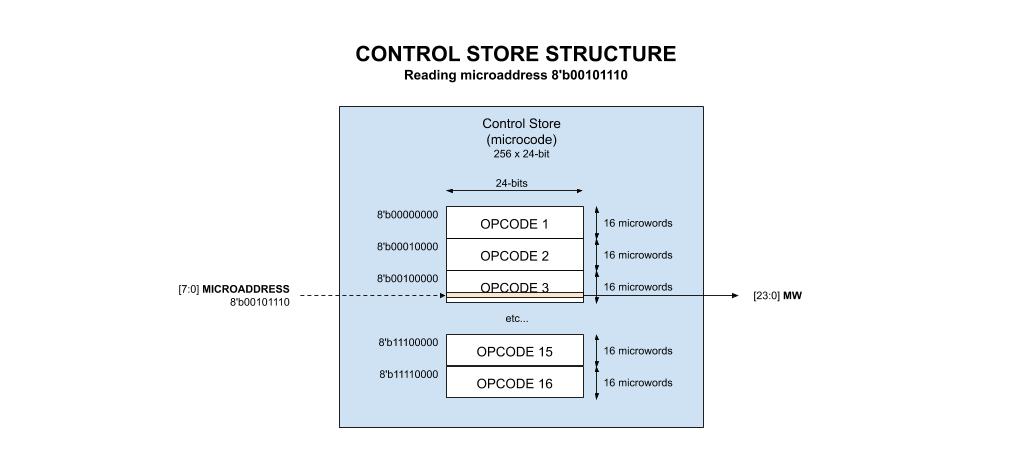 CONTROL STORE STRUCTURE
Reading microaddress 8'b00101110
Control Store
(microcode)
256 x 24-bit
24-bits
8'b00000000
OPCODE 1
16 microwords
8'b00010000
OPCODE 2
16 microwords
8'b00100000
OPCODE 3
16 microwords
[7:0] MICROADDRESS
8'b00101110
[23:0] MW
etc...
8'b11100000
OPCODE 15
16 microwords
8'b11110000
OPCODE 16
16 microwords